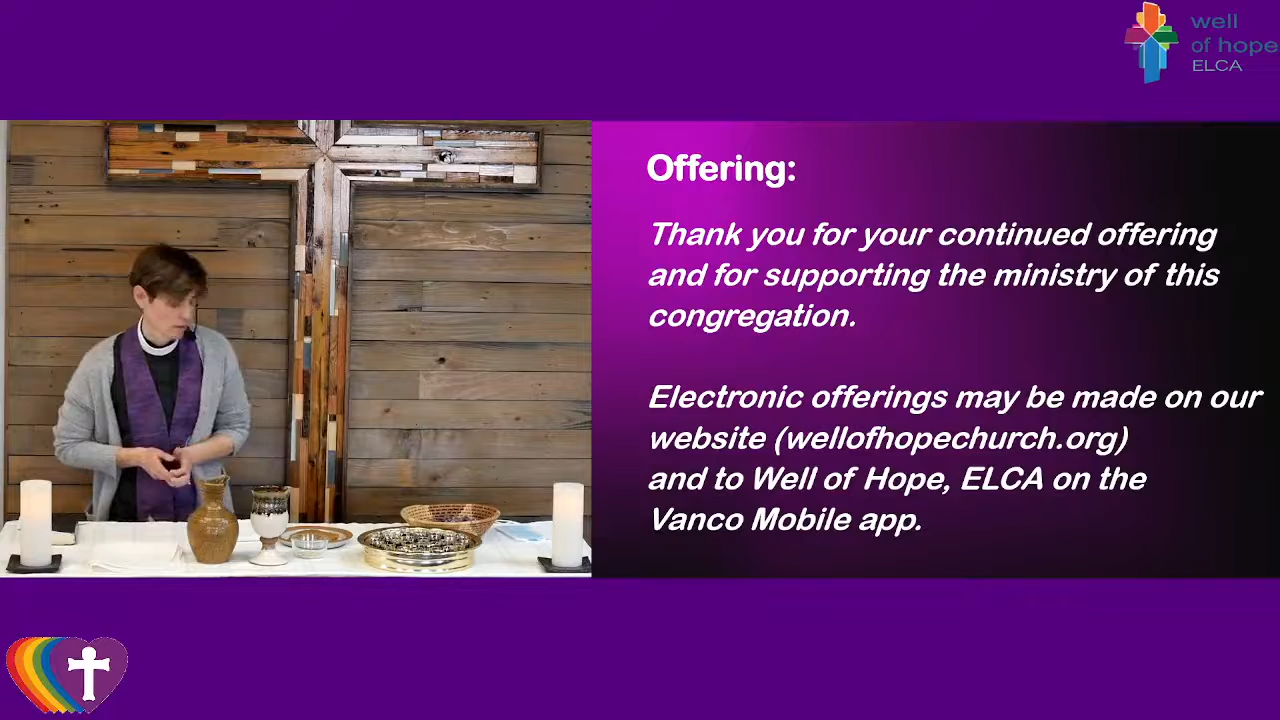 well
of hope
ELCA
Offering:
Thank you for your continued offering
and for supporting the ministry of this
congregation.
Electronic offerings may be made on our
website (wellofhopechurch.org)
and to Well of Hope, ELCA on the
Vanco Mobile app.